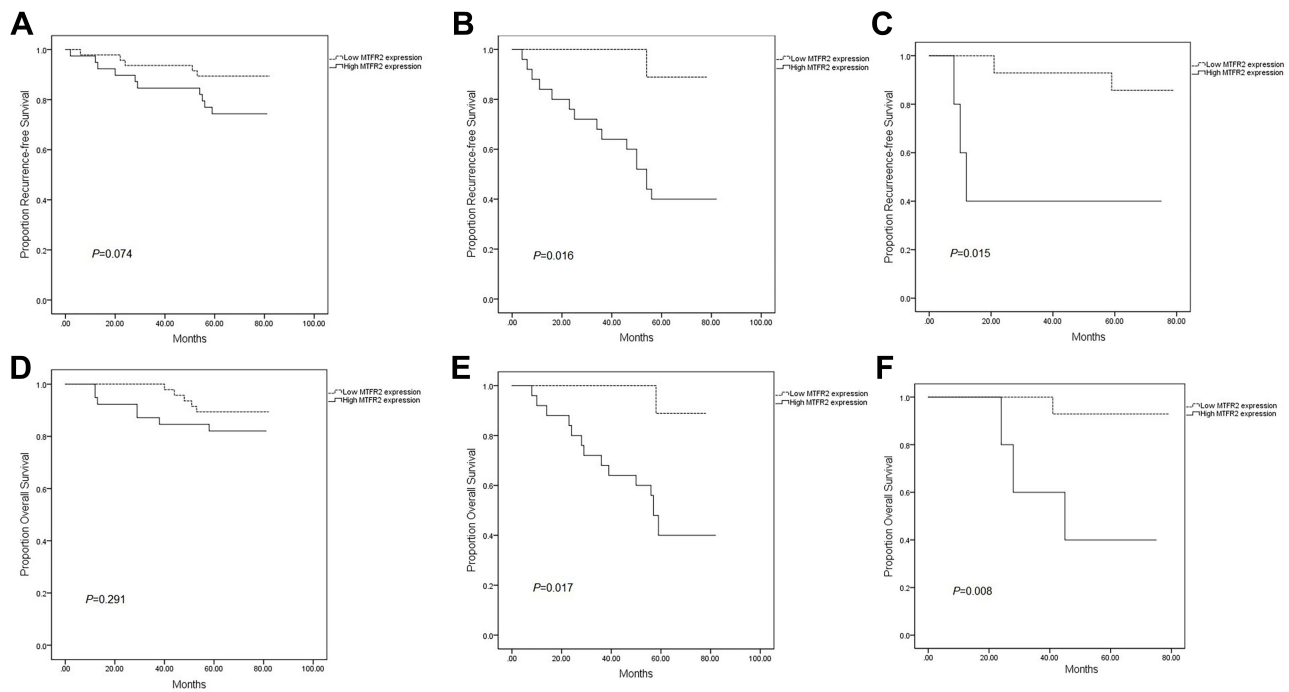 A
Low MTFR2 expression
High MTFR2 expression
Proportion Recurrence-free Survival
1.0
0.8
0.6
0.4
0.2
0.0
P=0.074
.00 20.00 40.00 60.00 80.00 100.00
Months
B
Low MTFR2 expression
High MTFR2 expression
Proportion Recurrence-free Survival
1.0
0.8
0.6
0.4
0.2
0.0
P=0.016
.00 20.00 40.00 60.00 80.00 100.00
Months
C
Low MTFR2 expression
High MTFR2 expression
Proportion Recurreence-free Survival
1.0
0.8
0.6
0.4
0.2
0.0
P=0.015
.00 20.00 40.00 60.00 80.00
Months
D
Low MTFR2 expression
High MTFR2 expression
Proportion Overall Survival
1.0
0.8
0.6
0.4
0.2
0.0
P=0.291
.00 20.00 40.00 60.00 80.00 100.00
Months
E
Low MTFR2 expression
High MTFR2 expression
Proportion Overall Survival
1.0
0.8
0.6
0.4
0.2
0.0
P=0.017
.00 20.00 40.00 60.00 80.00 100.00
Months
F
Low MTFR2 expression
High MTFR2 expression
Proportion Overall Survival
1.0
0.8
0.6
0.4
0.2
0.0
P=0.008
.00 20.00 40.00 60.00 80.00
Months